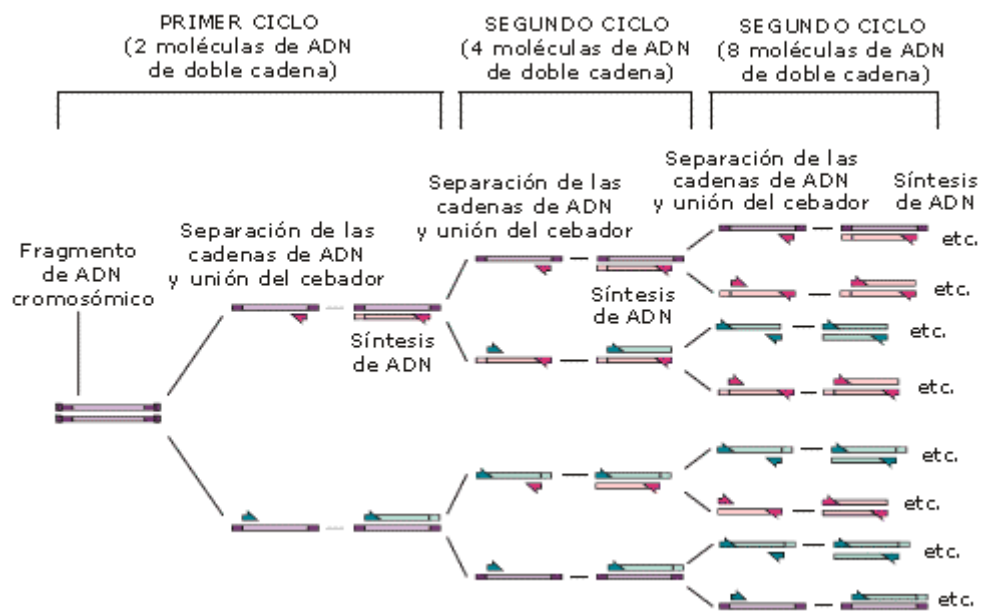 PRIMER CICLO
(2 moléculas de ADN
de doble cadena)
SEGUNDO CICLO
(4 moléculas de ADN
de doble cadena)
SEGUNDO CICLO
(8 moléculas de ADN
de doble cadena)
Fragmento
de ADN
cromosómico
Separación de las
cadenas de ADN
y unión del cebador
Síntesis
de ADN
Separación de las
cadenas de ADN
y unión del cebador
Síntesis
de ADN
Separación de las
cadenas de ADN
y unión del cebador
Síntesis
de ADN
etc.
etc.
etc.
etc.
etc.
etc.
etc.
etc.